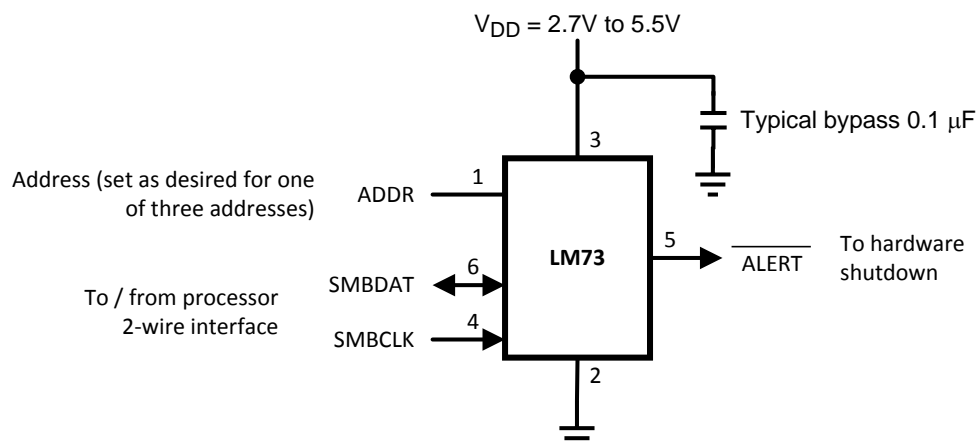 V_DD = 2.7V to 5.5V
Typical bypass 0.1 μF
3
Address (set as desired for one
of three addresses)
ADDR
1
LM73
5
ALERT
To hardware
shutdown
To / from processor
2-wire interface
SMBDAT
6
SMBCLK
4
2